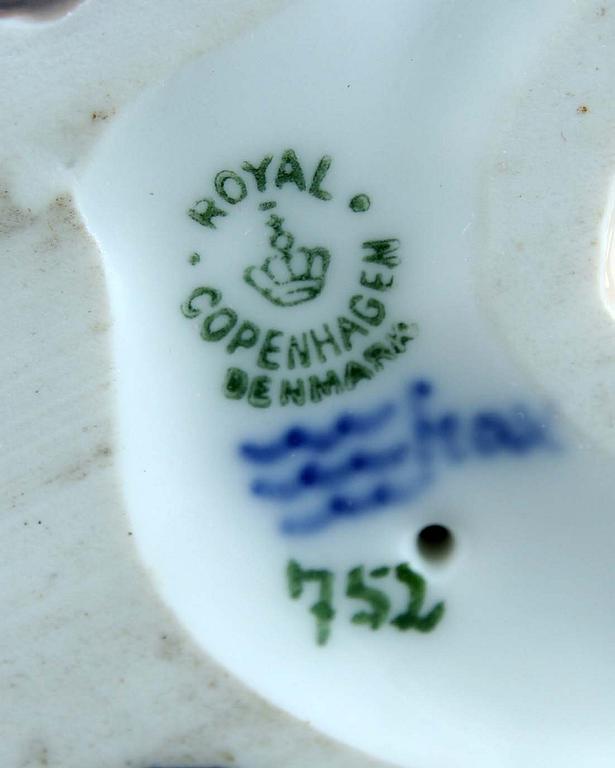 ROYAL
COPENHAGEN
DENMARK
752